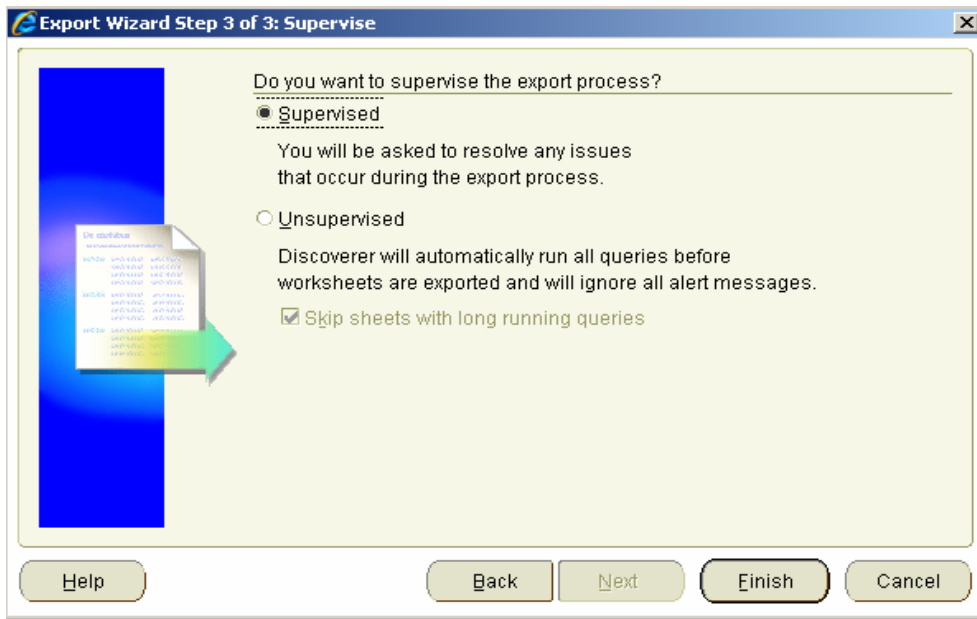 Export Wizard Step 3 of 3: Supervise
Do you want to supervise the export process?
Supervised
You will be asked to resolve any issues
that occur during the export process.
Unsupervised
Discoverer will automatically run all queries before
worksheets are exported and will ignore all alert messages.
Skip sheets with long running queries
Help
Back
Next
Finish
Cancel